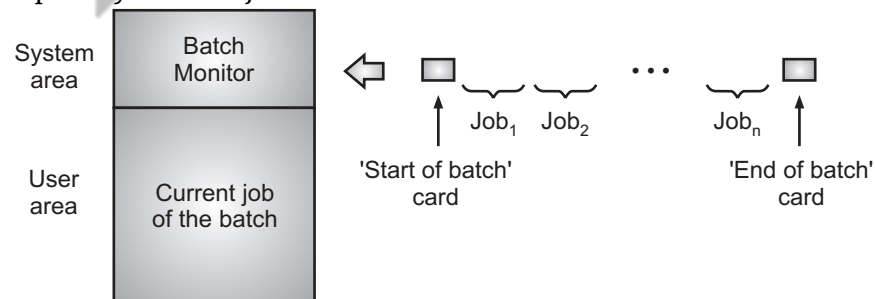 System
area
Batch
Monitor
Job₁ Job₂ ... Jobₙ
'Start of batch'
card
'End of batch'
card
User
area
Current job
of the batch